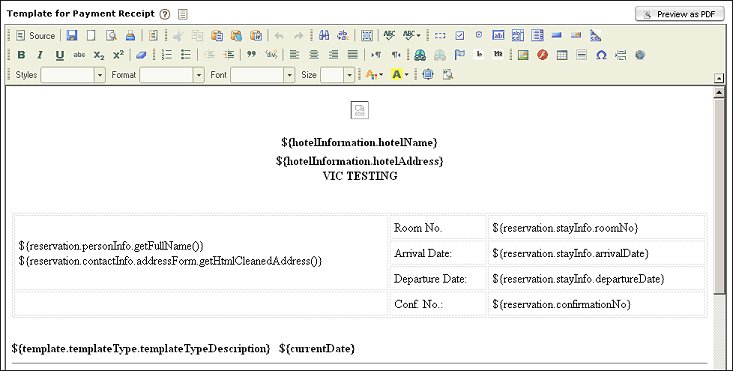 Template for Payment Receipt
Preview as PDF
Source
B I U abc X₂ X²
Styles Format Font Size
${hotelInformation.hotelName}
${hotelInformation.hotelAddress}
VIC TESTING
${reservation.personInfo.getFullName()}
${reservation.contactInfo.addressForm.getHtmlCleanedAddress()}
Room No. ${reservation.stayInfo.roomNo}
Arrival Date: ${reservation.stayInfo.arrivalDate}
Departure Date: ${reservation.stayInfo.departureDate}
Conf. No.: ${reservation.confirmationNo}
${template.templateType.templateTypeDescription} ${currentDate}